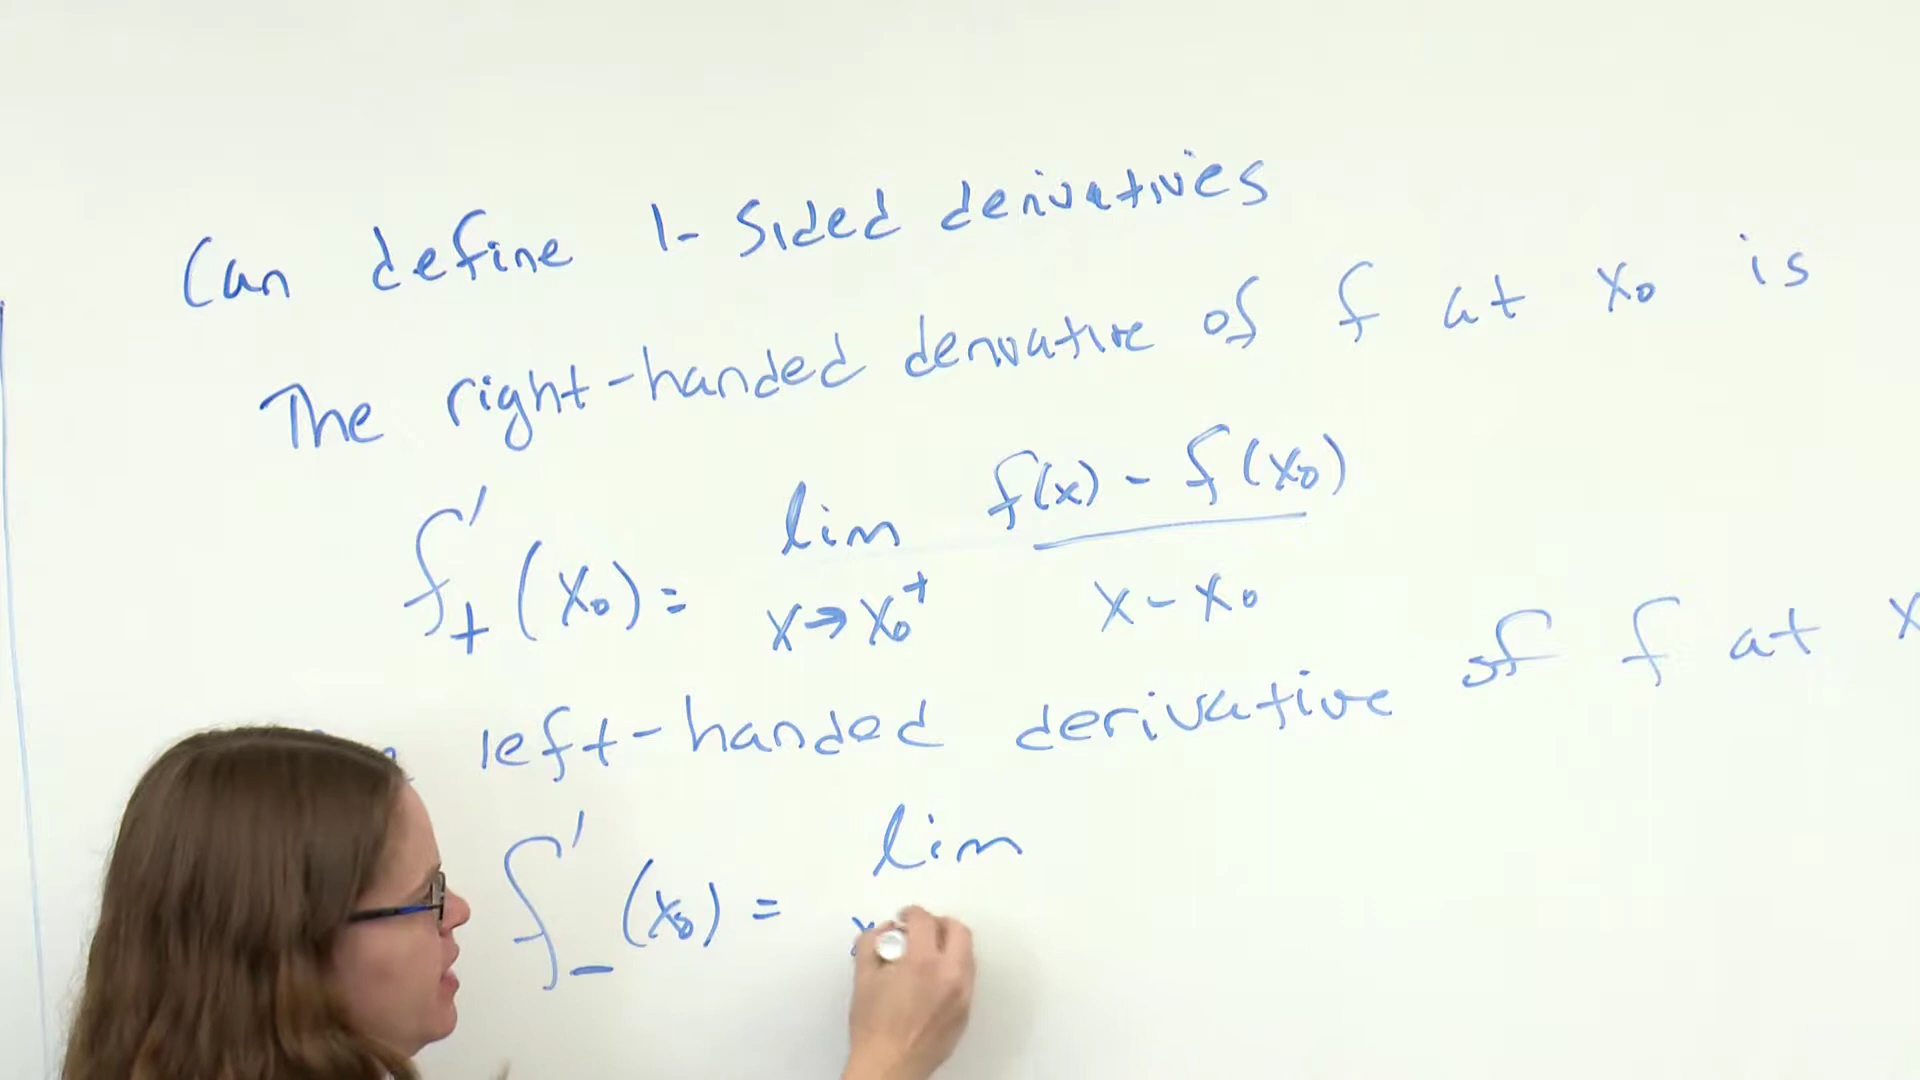 Can define 1-sided derivatives
The right-handed derivative of f at x₀ is
f'₊(x₀) = lim x→x₀⁺ f(x) - f(x₀) / x - x₀
left-handed derivative of f at x
f'₋(x₀) = lim x